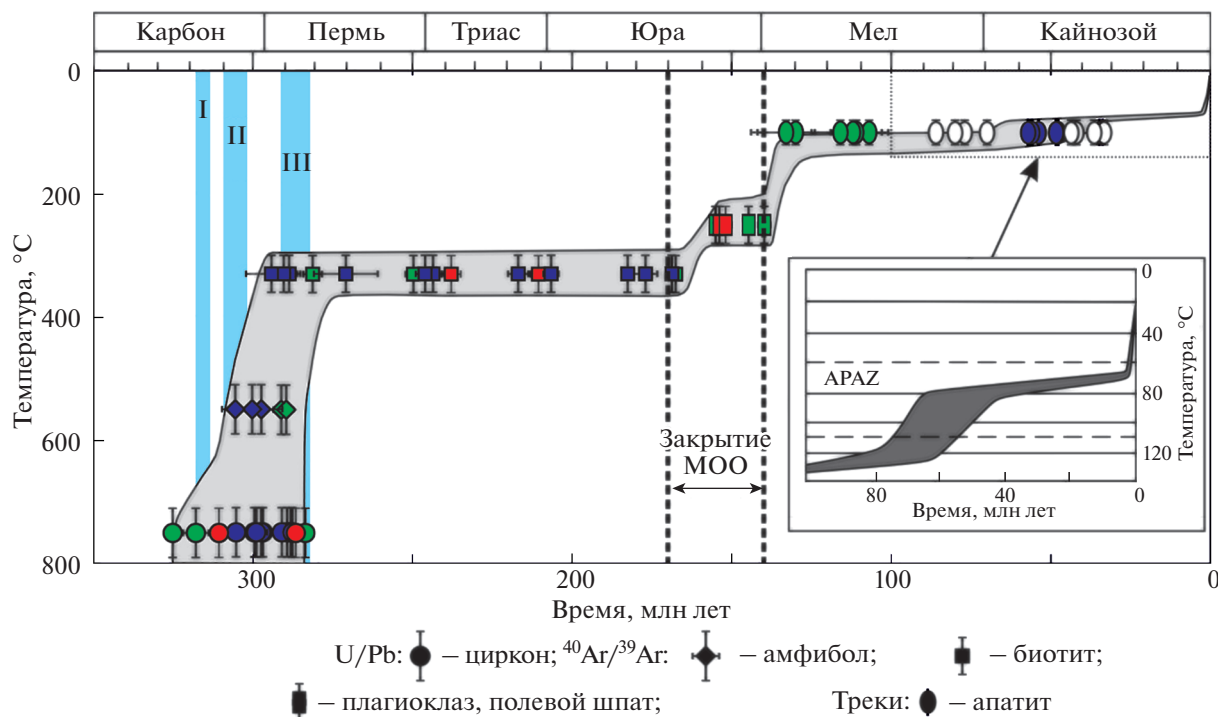 Карбон Пермь Триас Юра Мел Кайнозой
0
I
II
III
200
400
600
800
Температура, °C
300 200 100 0
Время, млн лет
Закрытие
МОО
0
40
80
120
Температура, °C
APAZ
80 40 0
Время, млн лет
U/Pb: – циркон; ⁴⁰Ar/³⁹Ar: – амфибол; – биотит;
– плагиоклаз, полевой шпат; Треки: – апатит